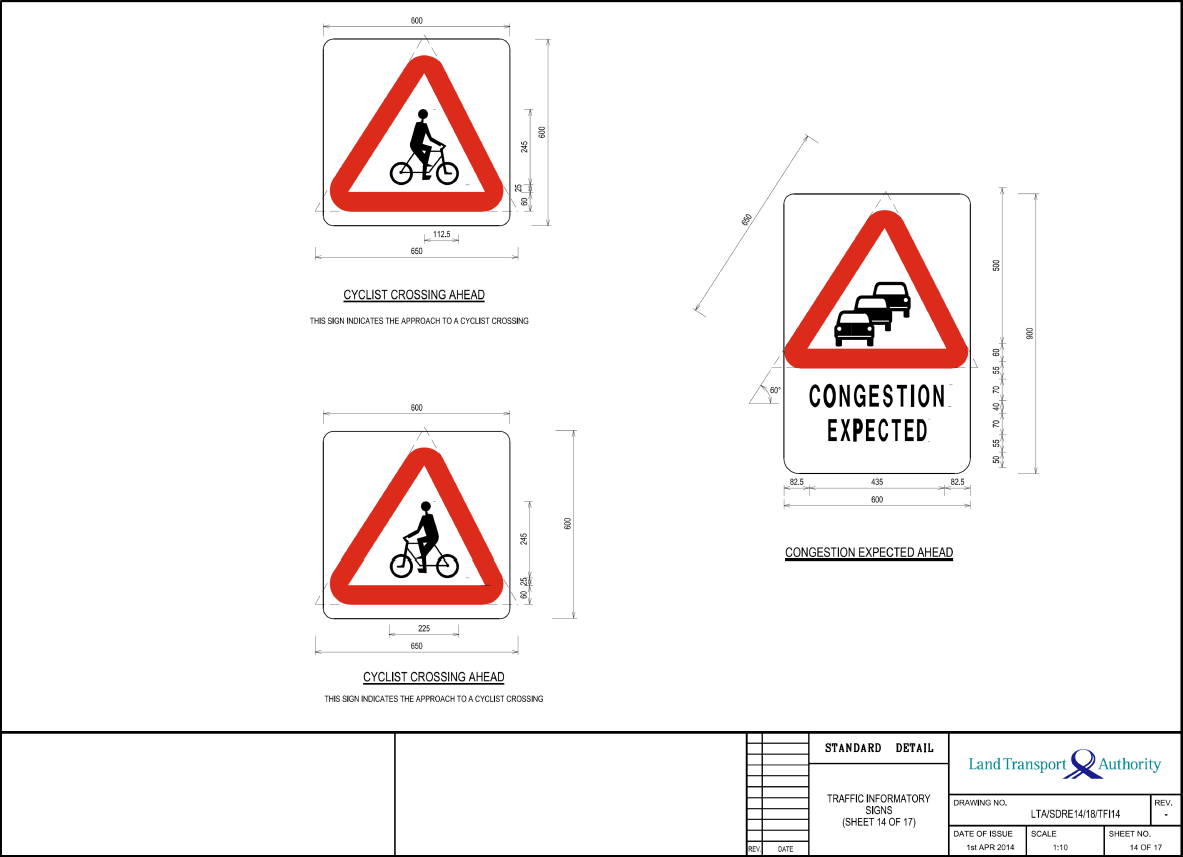 600
600
245
25
60
112.5
650
CYCLIST CROSSING AHEAD
THIS SIGN INDICATES THE APPROACH TO A CYCLIST CROSSING
600
600
245
25
60
225
650
CYCLIST CROSSING AHEAD
THIS SIGN INDICATES THE APPROACH TO A CYCLIST CROSSING
650
60°
CONGESTION
EXPECTED
500
900
60
55
70
40
70
55
50
82.5 435 82.5
600
CONGESTION EXPECTED AHEAD
REV. DATE
STANDARD DETAIL
TRAFFIC INFORMATORY
SIGNS
(SHEET 14 OF 17)
Land Transport Authority
DRAWING NO.
LTA/SDRE14/18/TFI14
REV.
-
DATE OF ISSUE
1st APR 2014
SCALE
1:10
SHEET NO.
14 OF 17